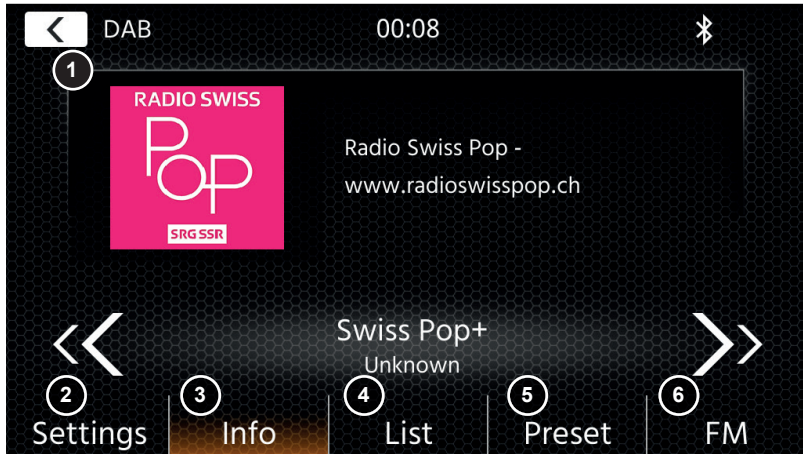 DAB 00:08
1
RADIO SWISS
POP
SRG SSR
Radio Swiss Pop -
www.radioswisspop.ch
Swiss Pop+
Unknown
2 3 4 5 6
Settings Info List Preset FM